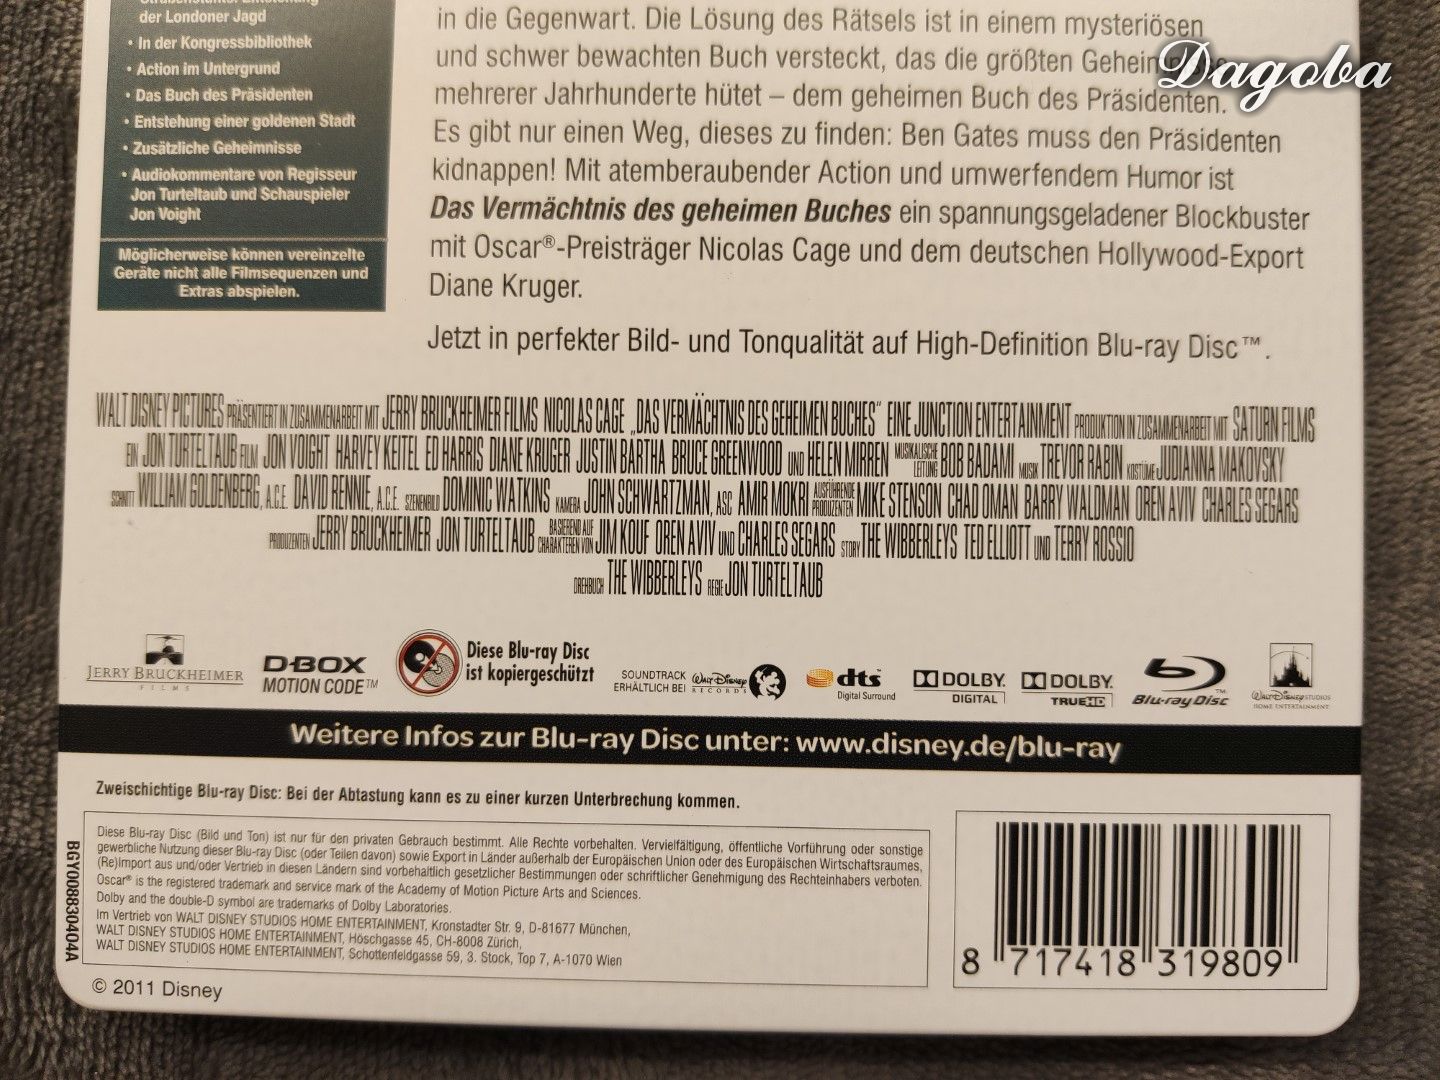 der Londoner Jagd
• In der Kongressbibliothek
• Action im Untergrund
• Das Buch des Präsidenten
• Entstehung einer goldenen Stadt
• Zusätzliche Geheimnisse
• Audiokommentare von Regisseur
Jon Turteltaub und Schauspieler
Jon Voight
Möglicherweise können vereinzelte
Geräte nicht alle Filmsequenzen und
Extras abspielen.
in die Gegenwart. Die Lösung des Rätsels ist in einem mysteriösen
und schwer bewachten Buch versteckt, das die größten
Dagoba
mehrerer Jahrhunderte hütet – dem geheimen Buch des Präsidenten.
Es gibt nur einen Weg, dieses zu finden: Ben Gates muss den Präsidenten
kidnappen! Mit atemberaubender Action und umwerfendem Humor ist
Das Vermächtnis des geheimen Buches ein spannungsgeladener Blockbuster
mit Oscar®-Preisträger Nicolas Cage und dem deutschen Hollywood-Export
Diane Kruger.
Jetzt in perfekter Bild- und Tonqualität auf High-Definition Blu-ray Disc™.
WALT DISNEY PICTURES PRÄSENTIERT IN ZUSAMMENARBEIT MIT JERRY BRUCKHEIMER FILMS NICOLAS CAGE „DAS VERMÄCHTNIS DES GEHEIMEN BUCHES" EINE JUNCTION ENTERTAINMENT PRODUKTION IN ZUSAMMENARBEIT MIT SATURN FILMS
EIN JON TURTELTAUB FILM JON VOIGHT HARVEY KEITEL ED HARRIS DIANE KRUGER JUSTIN BARTHA BRUCE GREENWOOD UND HELEN MIRREN MUSIKALISCHE LEITUNG BOB BADAMI MUSIK TREVOR RABIN KOSTÜME JUDIANNA MAKOVSKY
SCHNITT WILLIAM GOLDENBERG, A.C.E. DAVID RENNIE, A.C.E. SZENENBILD DOMINIC WATKINS KAMERA JOHN SCHWARTZMAN, ASC AMIR MOKRI AUSFÜHRENDE PRODUZENTEN MIKE STENSON CHAD OMAN BARRY WALDMAN OREN AVIV CHARLES SEGARS
PRODUZENTEN JERRY BRUCKHEIMER JON TURTELTAUB BASIEREND AUF CHARAKTEREN VON JIM KOUF OREN AVIV UND CHARLES SEGARS STORY THE WIBBERLEYS TED ELLIOTT UND TERRY ROSSIO
DREHBUCH THE WIBBERLEYS REGIE JON TURTELTAUB
JERRY BRUCKHEIMER
FILMS
D-BOX
MOTION CODE™
Diese Blu-ray Disc
ist kopiergeschützt
SOUNDTRACK
ERHÄLTLICH BEI
Walt Disney
RECORDS
dts™
Digital Surround
DOLBY.
DIGITAL
DOLBY.
TRUEHD
Blu-ray Disc™
Walt Disney STUDIOS
HOME ENTERTAINMENT
Weitere Infos zur Blu-ray Disc unter: www.disney.de/blu-ray
Zweischichtige Blu-ray Disc: Bei der Abtastung kann es zu einer kurzen Unterbrechung kommen.
Diese Blu-ray Disc (Bild und Ton) ist nur für den privaten Gebrauch bestimmt. Alle Rechte vorbehalten. Vervielfältigung, öffentliche Vorführung oder sonstige
gewerbliche Nutzung dieser Blu-ray Disc (oder Teilen davon) sowie Export in Länder außerhalb der Europäischen Union oder des Europäischen Wirtschaftsraumes,
(Re)Import aus und/oder Vertrieb in diesen Ländern sind vorbehaltlich gesetzlicher Bestimmungen oder schriftlicher Genehmigung des Rechteinhabers verboten.
Oscar® is the registered trademark and service mark of the Academy of Motion Picture Arts and Sciences.
Dolby and the double-D symbol are trademarks of Dolby Laboratories.
Im Vertrieb von WALT DISNEY STUDIOS HOME ENTERTAINMENT, Kronstadter Str. 9, D-81677 München,
WALT DISNEY STUDIOS HOME ENTERTAINMENT, Höschgasse 45, CH-8008 Zürich,
WALT DISNEY STUDIOS HOME ENTERTAINMENT, Schottenfeldgasse 59, 3. Stock, Top 7, A-1070 Wien
BGY008830404A
© 2011 Disney
8 717418 319809